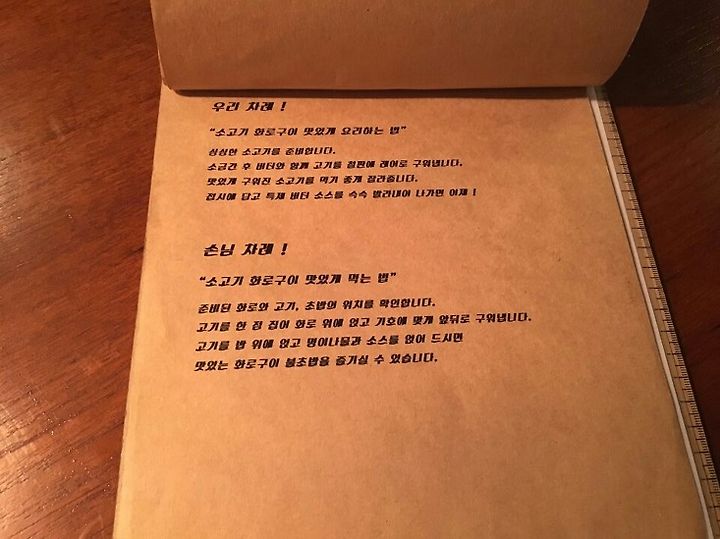 우리 차례 !
"소고기 화로구이 맛있게 요리하는 법"
싱싱한 소고기를 준비합니다.
소금간 후 버터와 함께 고기를 철판에 레어로 구워냅니다.
맛있게 구워진 소고기를 먹기 좋게 잘라줍니다.
접시에 담고 특제 버터 소스를 슥슥 발라내어 나가면 어제 !
손님 차례 !
"소고기 화로구이 맛있게 먹는 법"
준비된 화로와 고기, 초밥의 위치를 확인합니다.
고기를 한 점 집어 화로 위에 얹고 기호에 맞게 앞뒤로 구워냅니다.
고기를 밥 위에 얹고 명이나물과 소스를 얹어 드시면
맛있는 화로구이 불초밥을 즐기실 수 있습니다.